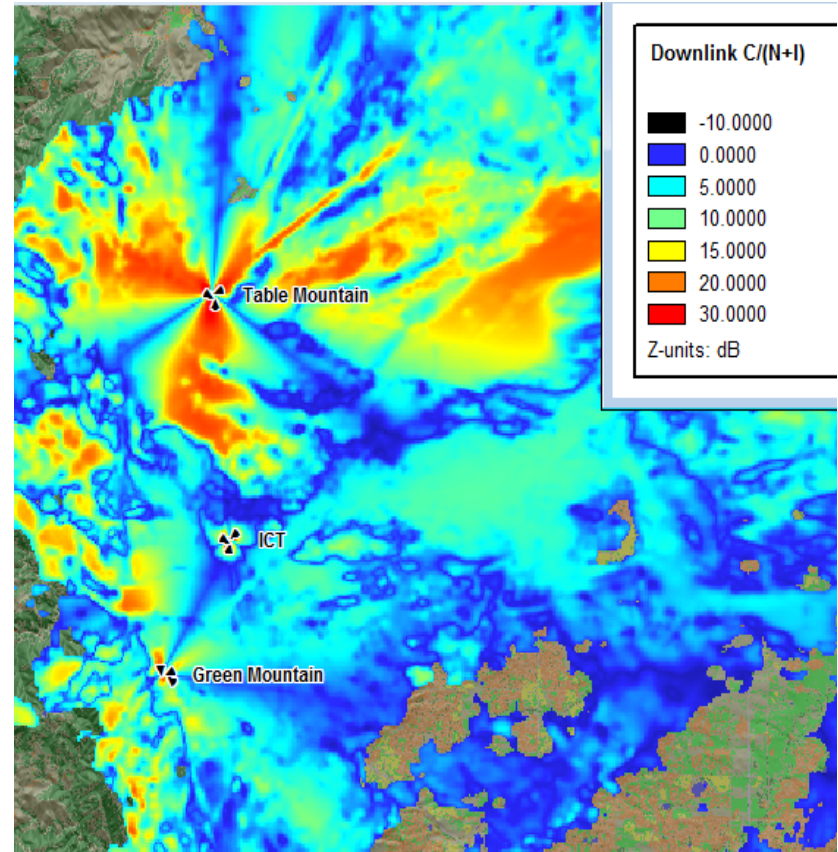 Downlink C/(N+I)
-10.0000
0.0000
5.0000
10.0000
15.0000
20.0000
30.0000
Z-units: dB
Table Mountain
ICT
Green Mountain